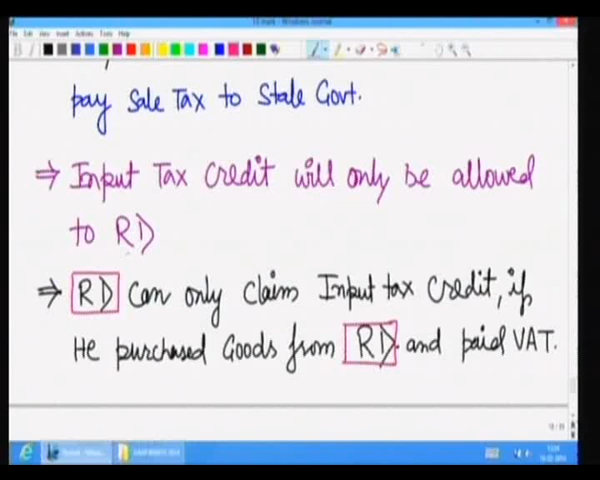 pay Sale Tax to Stale Govt.
⇒ Input Tax Credit will only be allowed
to RD
⇒ RD Can only claim Input tax Credit, if
He purchased Goods from RD and paid VAT.